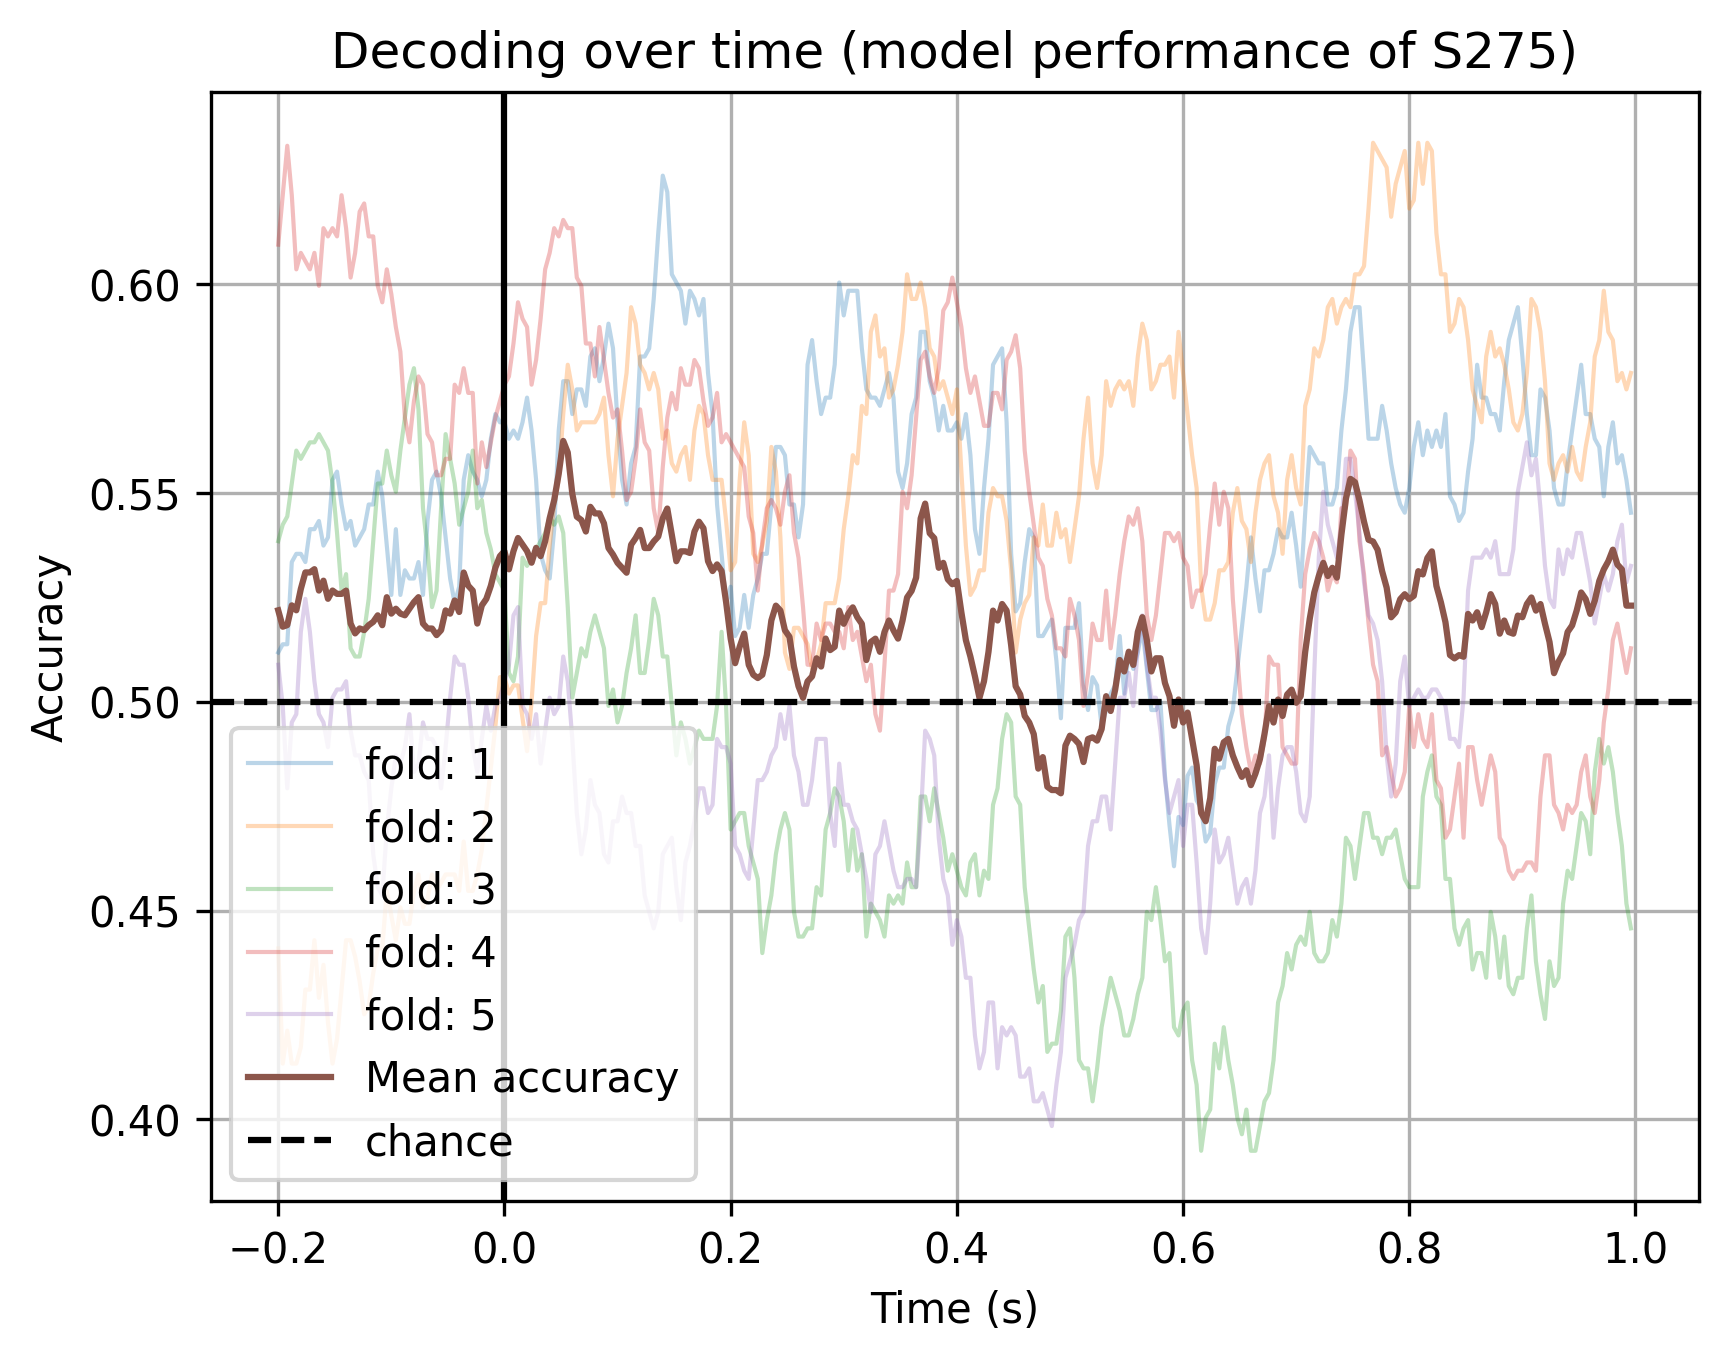 Decoding over time (model performance of S275)
Accuracy
0.60
0.55
0.50
0.45
0.40
fold: 1
fold: 2
fold: 3
fold: 4
fold: 5
Mean accuracy
chance
−0.2 0.0 0.2 0.4 0.6 0.8 1.0
Time (s)